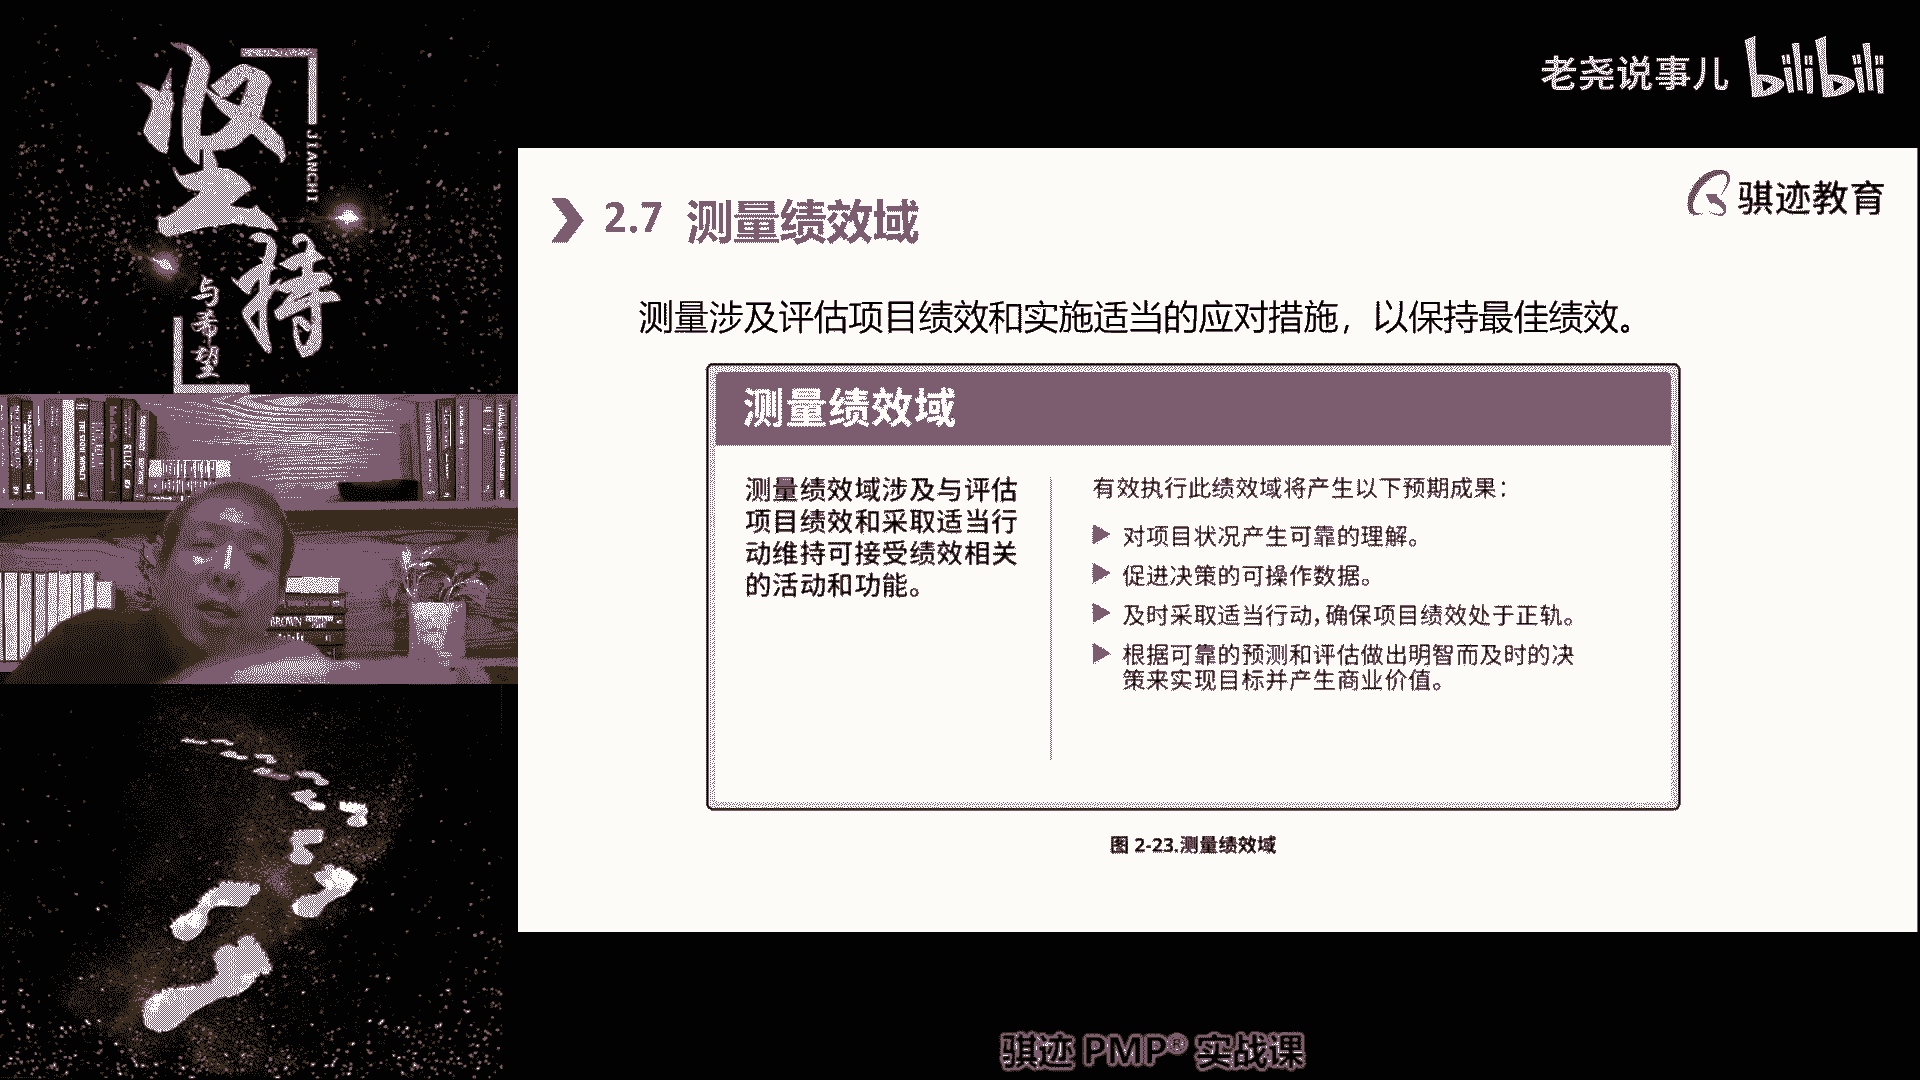 坚持
JIANCHI
与希望
老尧说事儿 bilibili
骐迹教育
2.7 测量绩效域
测量涉及评估项目绩效和实施适当的应对措施，以保持最佳绩效。
测量绩效域
测量绩效域涉及与评估
项目绩效和采取适当行
动维持可接受绩效相关
的活动和功能。
有效执行此绩效域将产生以下预期成果：
对项目状况产生可靠的理解。
促进决策的可操作数据。
及时采取适当行动，确保项目绩效处于正轨。
根据可靠的预测和评估做出明智而及时的决
策来实现目标并产生商业价值。
图 2-23.测量绩效域
骐迹 PMP® 实战课